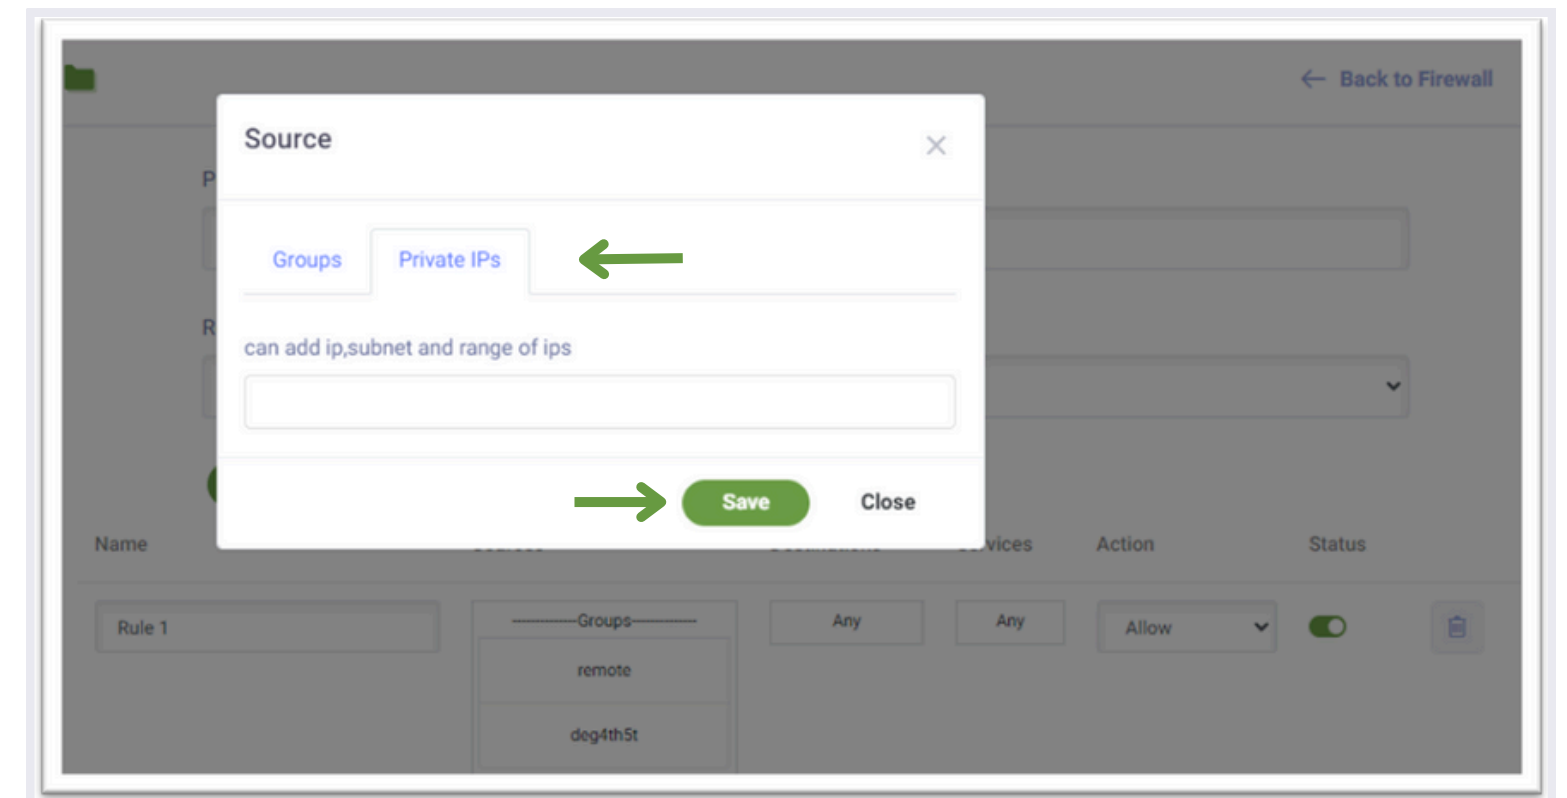 ← Back to Firewall
Source
P
Groups Private IPs
R
can add ip,subnet and range of ips
Save Close
Name Action Status
Rule 1 --------------Groups-------------- Any Any Allow
remote
deg4th5t